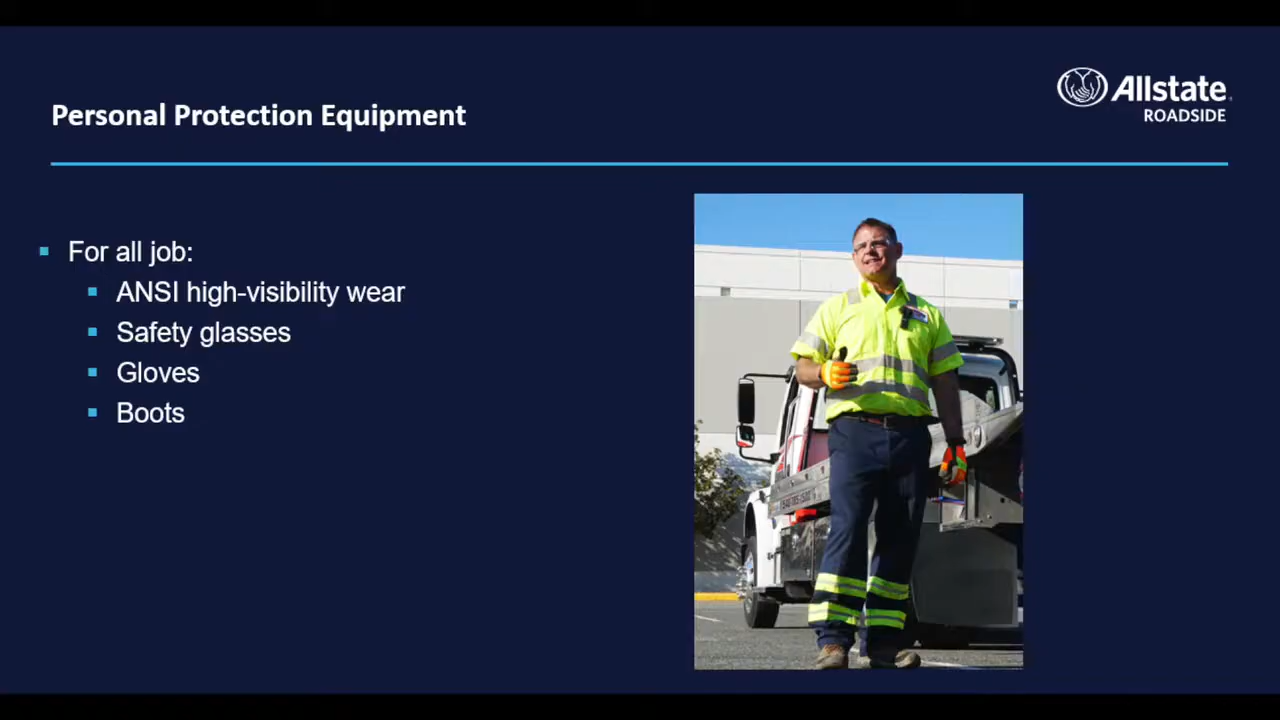 Personal Protection Equipment
Allstate
ROADSIDE
For all job:
ANSI high-visibility wear
Safety glasses
Gloves
Boots